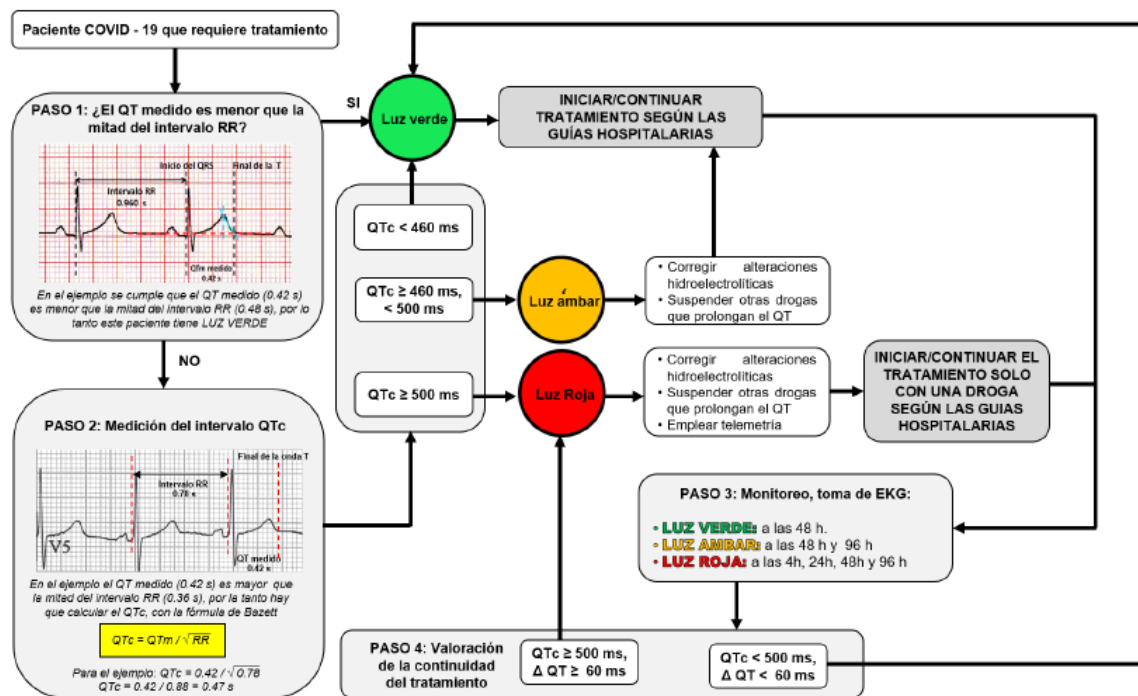 Paciente COVID - 19 que requiere tratamiento
PASO 1: ¿El QT medido es menor que la
mitad del intervalo RR?
Inicio del QRS
Final de la T
Intervalo RR
0.960 s
QTm medido
0.42 s
En el ejemplo se cumple que el QT medido (0.42 s)
es menor que la mitad del intervalo RR (0.48 s), por lo
tanto este paciente tiene LUZ VERDE
SI
NO
PASO 2: Medición del intervalo QTc
Final de la onda T
Intervalo RR
0.78 s
V5
QT medido
0.42 s
En el ejemplo el QT medido (0.42 s) es mayor que
la mitad del intervalo RR (0.36 s), por la tanto hay
que calcular el QTc, con la fórmula de Bazett
QTc = QTm / √RR
Para el ejemplo: QTc = 0.42 / √0.78
QTc = 0.42 / 0.88 = 0.47 s
Luz verde
QTc < 460 ms
QTc ≥ 460 ms,
< 500 ms
QTc ≥ 500 ms
Luz ámbar
Luz Roja
INICIAR/CONTINUAR
TRATAMIENTO SEGÚN LAS
GUÍAS HOSPITALARIAS
• Corregir alteraciones
hidroelectrolíticas
• Suspender otras drogas
que prolongan el QT
• Corregir alteraciones
hidroelectrolíticas
• Suspender otras drogas
que prolongan el QT
• Emplear telemetría
INICIAR/CONTINUAR EL
TRATAMIENTO SOLO
CON UNA DROGA
SEGÚN LAS GUIAS
HOSPITALARIAS
PASO 3: Monitoreo, toma de EKG:
• LUZ VERDE: a las 48 h.
• LUZ AMBAR: a las 48 h y 96 h
• LUZ ROJA: a las 4h, 24h, 48h y 96 h
PASO 4: Valoración
de la continuidad
del tratamiento
QTc ≥ 500 ms,
Δ QT ≥ 60 ms
QTc < 500 ms,
Δ QT < 60 ms